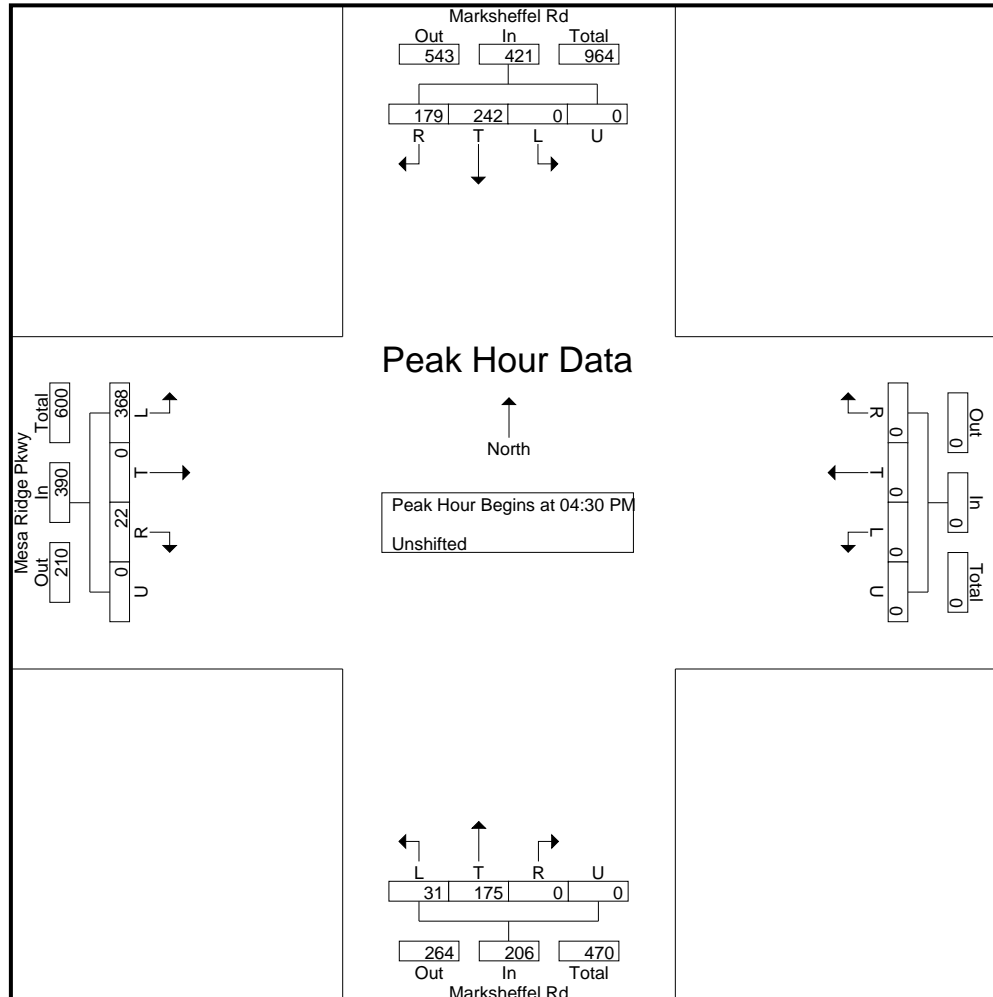 Marksheffel Rd
Out In Total
543 421 964
179 242 0 0
R T L U
Peak Hour Data
North
Peak Hour Begins at 04:30 PM
Unshifted
Mesa Ridge Pkwy
Out In Total
210 390 600
368 0 22 0
L T R U
R T L U
0 0 0 0
Out In Total
0 0 0
L T R U
31 175 0 0
264 206 470
Out In Total
Marksheffel Rd